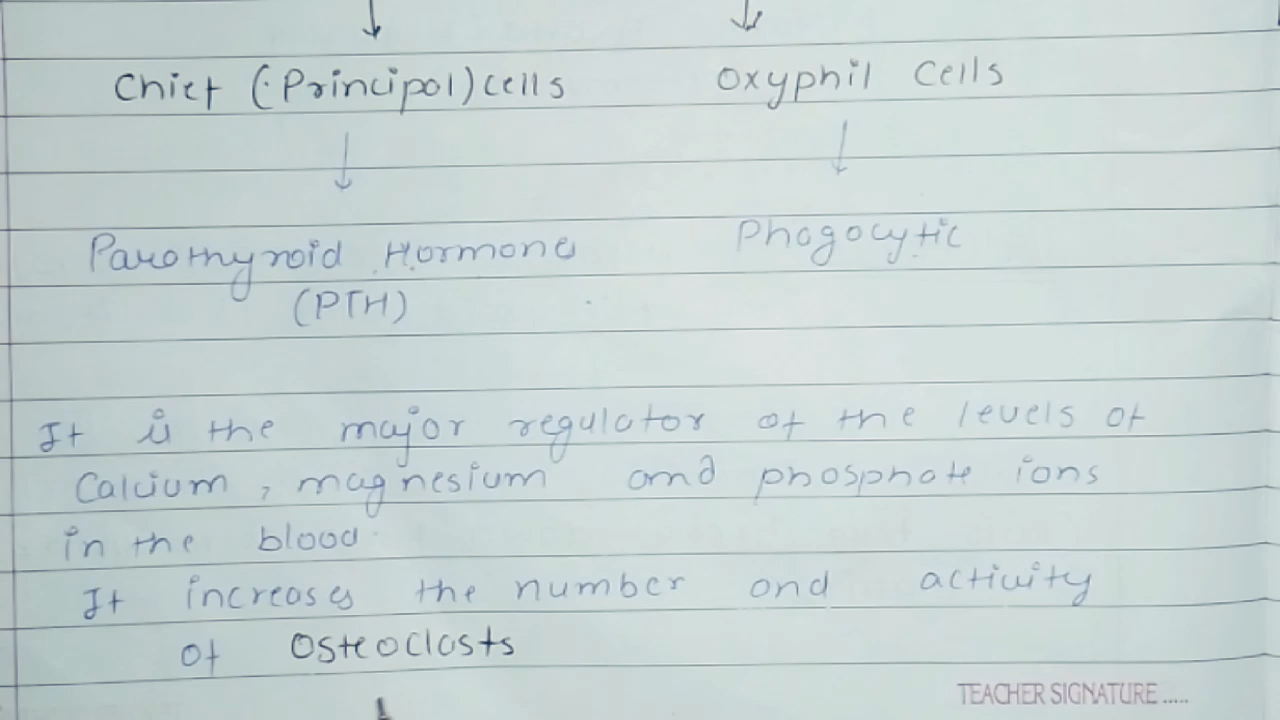 Chief (Principal) cells Oxyphil Cells
Parathyroid Hormone Phagocytic
(PTH)
It is the major regulator of the levels of
Calcium, magnesium and phosphate ions
in the blood
It increases the number and activity
of Osteoclasts
TEACHER SIGNATURE .....